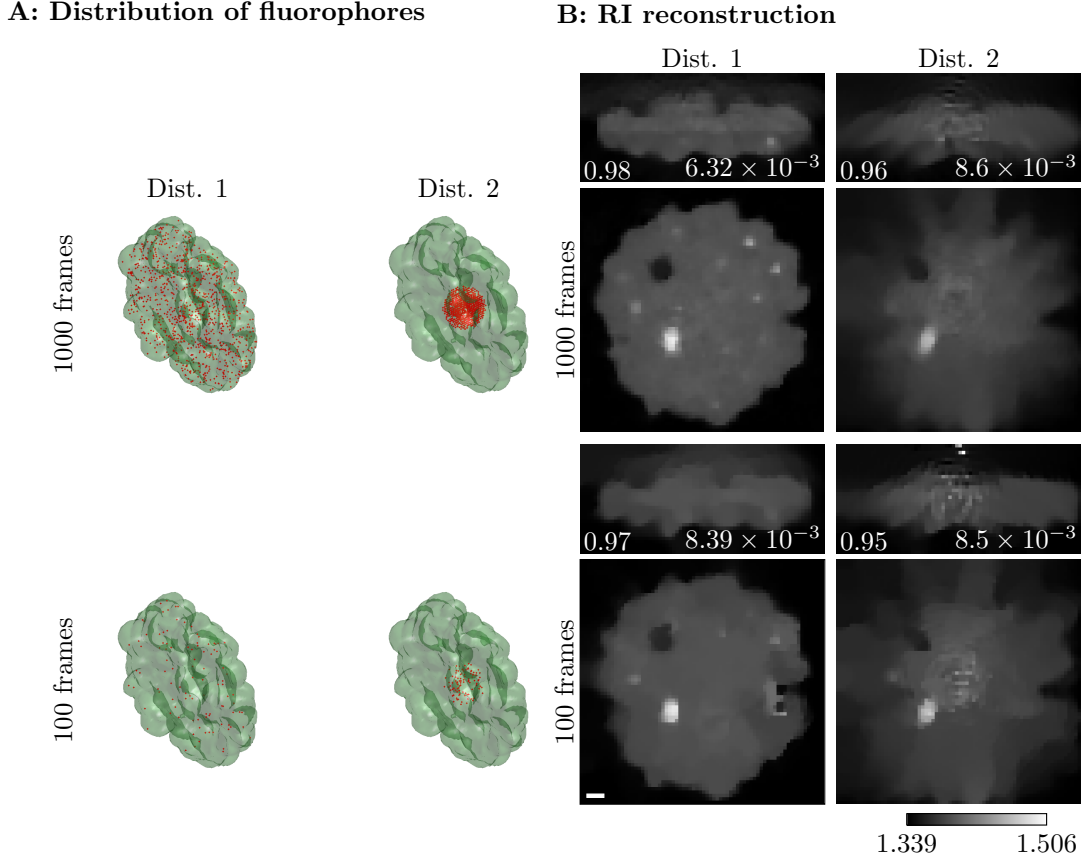 A: Distribution of fluorophores
B: RI reconstruction
Dist. 1
Dist. 2
Dist. 1
Dist. 2
1000 frames
1000 frames
0.98
6.32 × 10⁻³
0.96
8.6 × 10⁻³
100 frames
100 frames
0.97
8.39 × 10⁻³
0.95
8.5 × 10⁻³
1.339
1.506